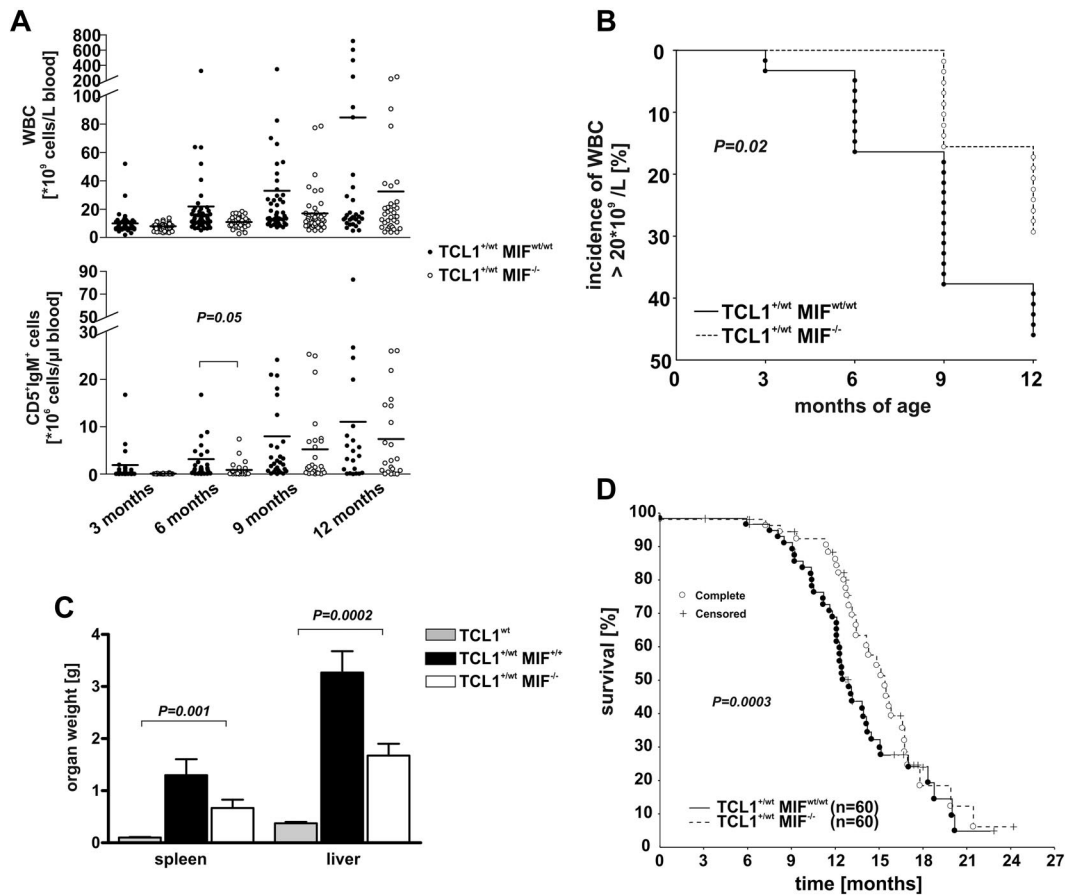 A
WBC
[*10⁹ cells/L blood]
800
600
400
200
100
80
60
40
20
0
● TCL1⁺/ʷᵗ MIFʷᵗ/ʷᵗ
○ TCL1⁺/ʷᵗ MIF⁻/⁻
CD5⁺IgM⁺ cells
[*10⁶ cells/µl blood]
90
70
50
30
20
10
0
P=0.05
3 months
6 months
9 months
12 months
B
incidence of WBC
> 20*10⁹ /L [%]
0
10
20
30
40
50
P=0.02
TCL1⁺/ʷᵗ MIFʷᵗ/ʷᵗ
TCL1⁺/ʷᵗ MIF⁻/⁻
0 3 6 9 12
months of age
C
organ weight [g]
4
3
2
1
0
P=0.001
P=0.0002
TCL1ʷᵗ
TCL1⁺/ʷᵗ MIF⁺/⁺
TCL1⁺/ʷᵗ MIF⁻/⁻
spleen liver
D
survival [%]
100
90
80
70
60
50
40
30
20
10
0
○ Complete
+ Censored
P=0.0003
TCL1⁺/ʷᵗ MIFʷᵗ/ʷᵗ (n=60)
TCL1⁺/ʷᵗ MIF⁻/⁻ (n=60)
0 3 6 9 12 15 18 21 24 27
time [months]